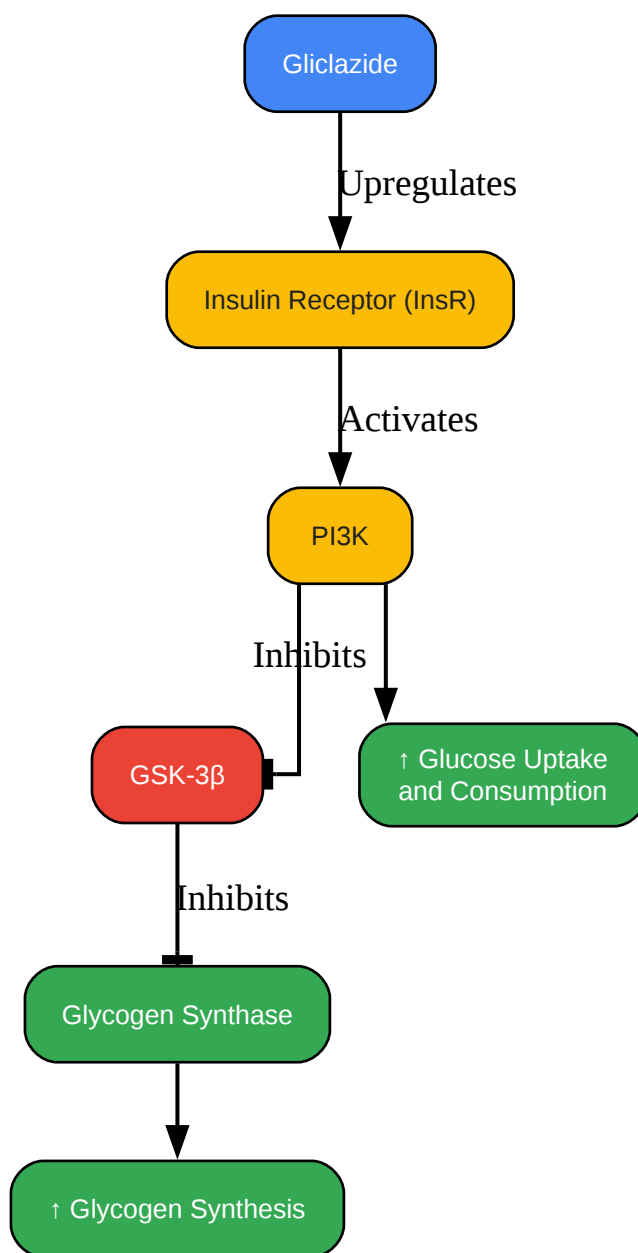 Gliclazide
Upregulates
Insulin Receptor (InsR)
Activates
PI3K
Inhibits
GSK-3β
↑ Glucose Uptake
and Consumption
Inhibits
Glycogen Synthase
↑ Glycogen Synthesis